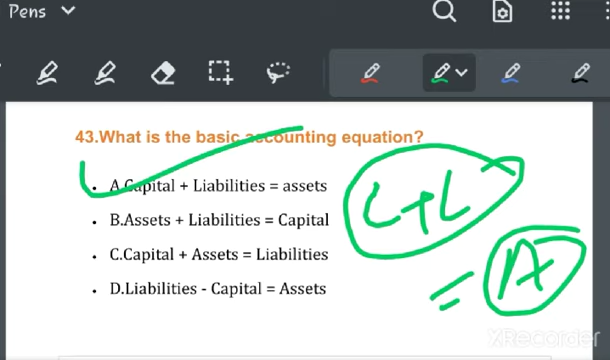 Pens
43.What is the basic accounting equation?
A.Capital + Liabilities = assets
B.Assets + Liabilities = Capital
C.Capital + Assets = Liabilities
D.Liabilities - Capital = Assets
C+L
= A
XRecorder